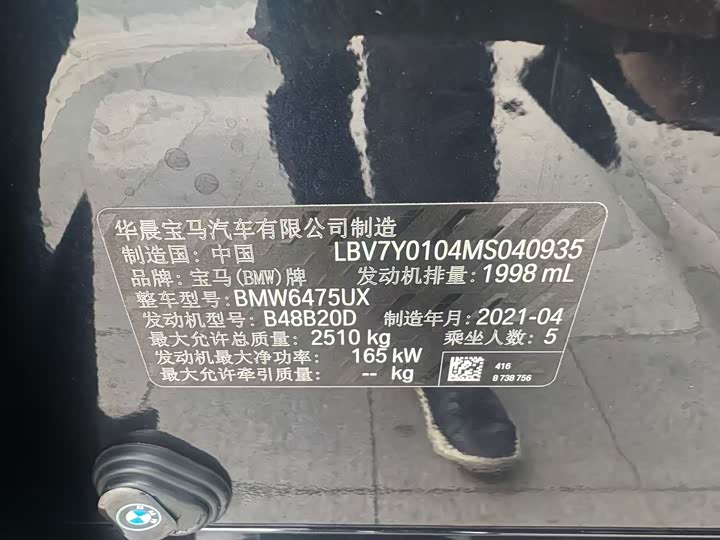 华晨宝马汽车有限公司制造
制造国: 中国 LBV7Y0104MS040935
品牌: 宝马(BMW)牌 发动机排量: 1998 mL
整车型号: BMW6475UX
发动机型号: B48B20D 制造年月: 2021-04
最大允许总质量: 2510 kg 乘坐人数: 5
发动机最大净功率: 165 kW
最大允许牵引质量: -- kg
416
8 738 756
BMW